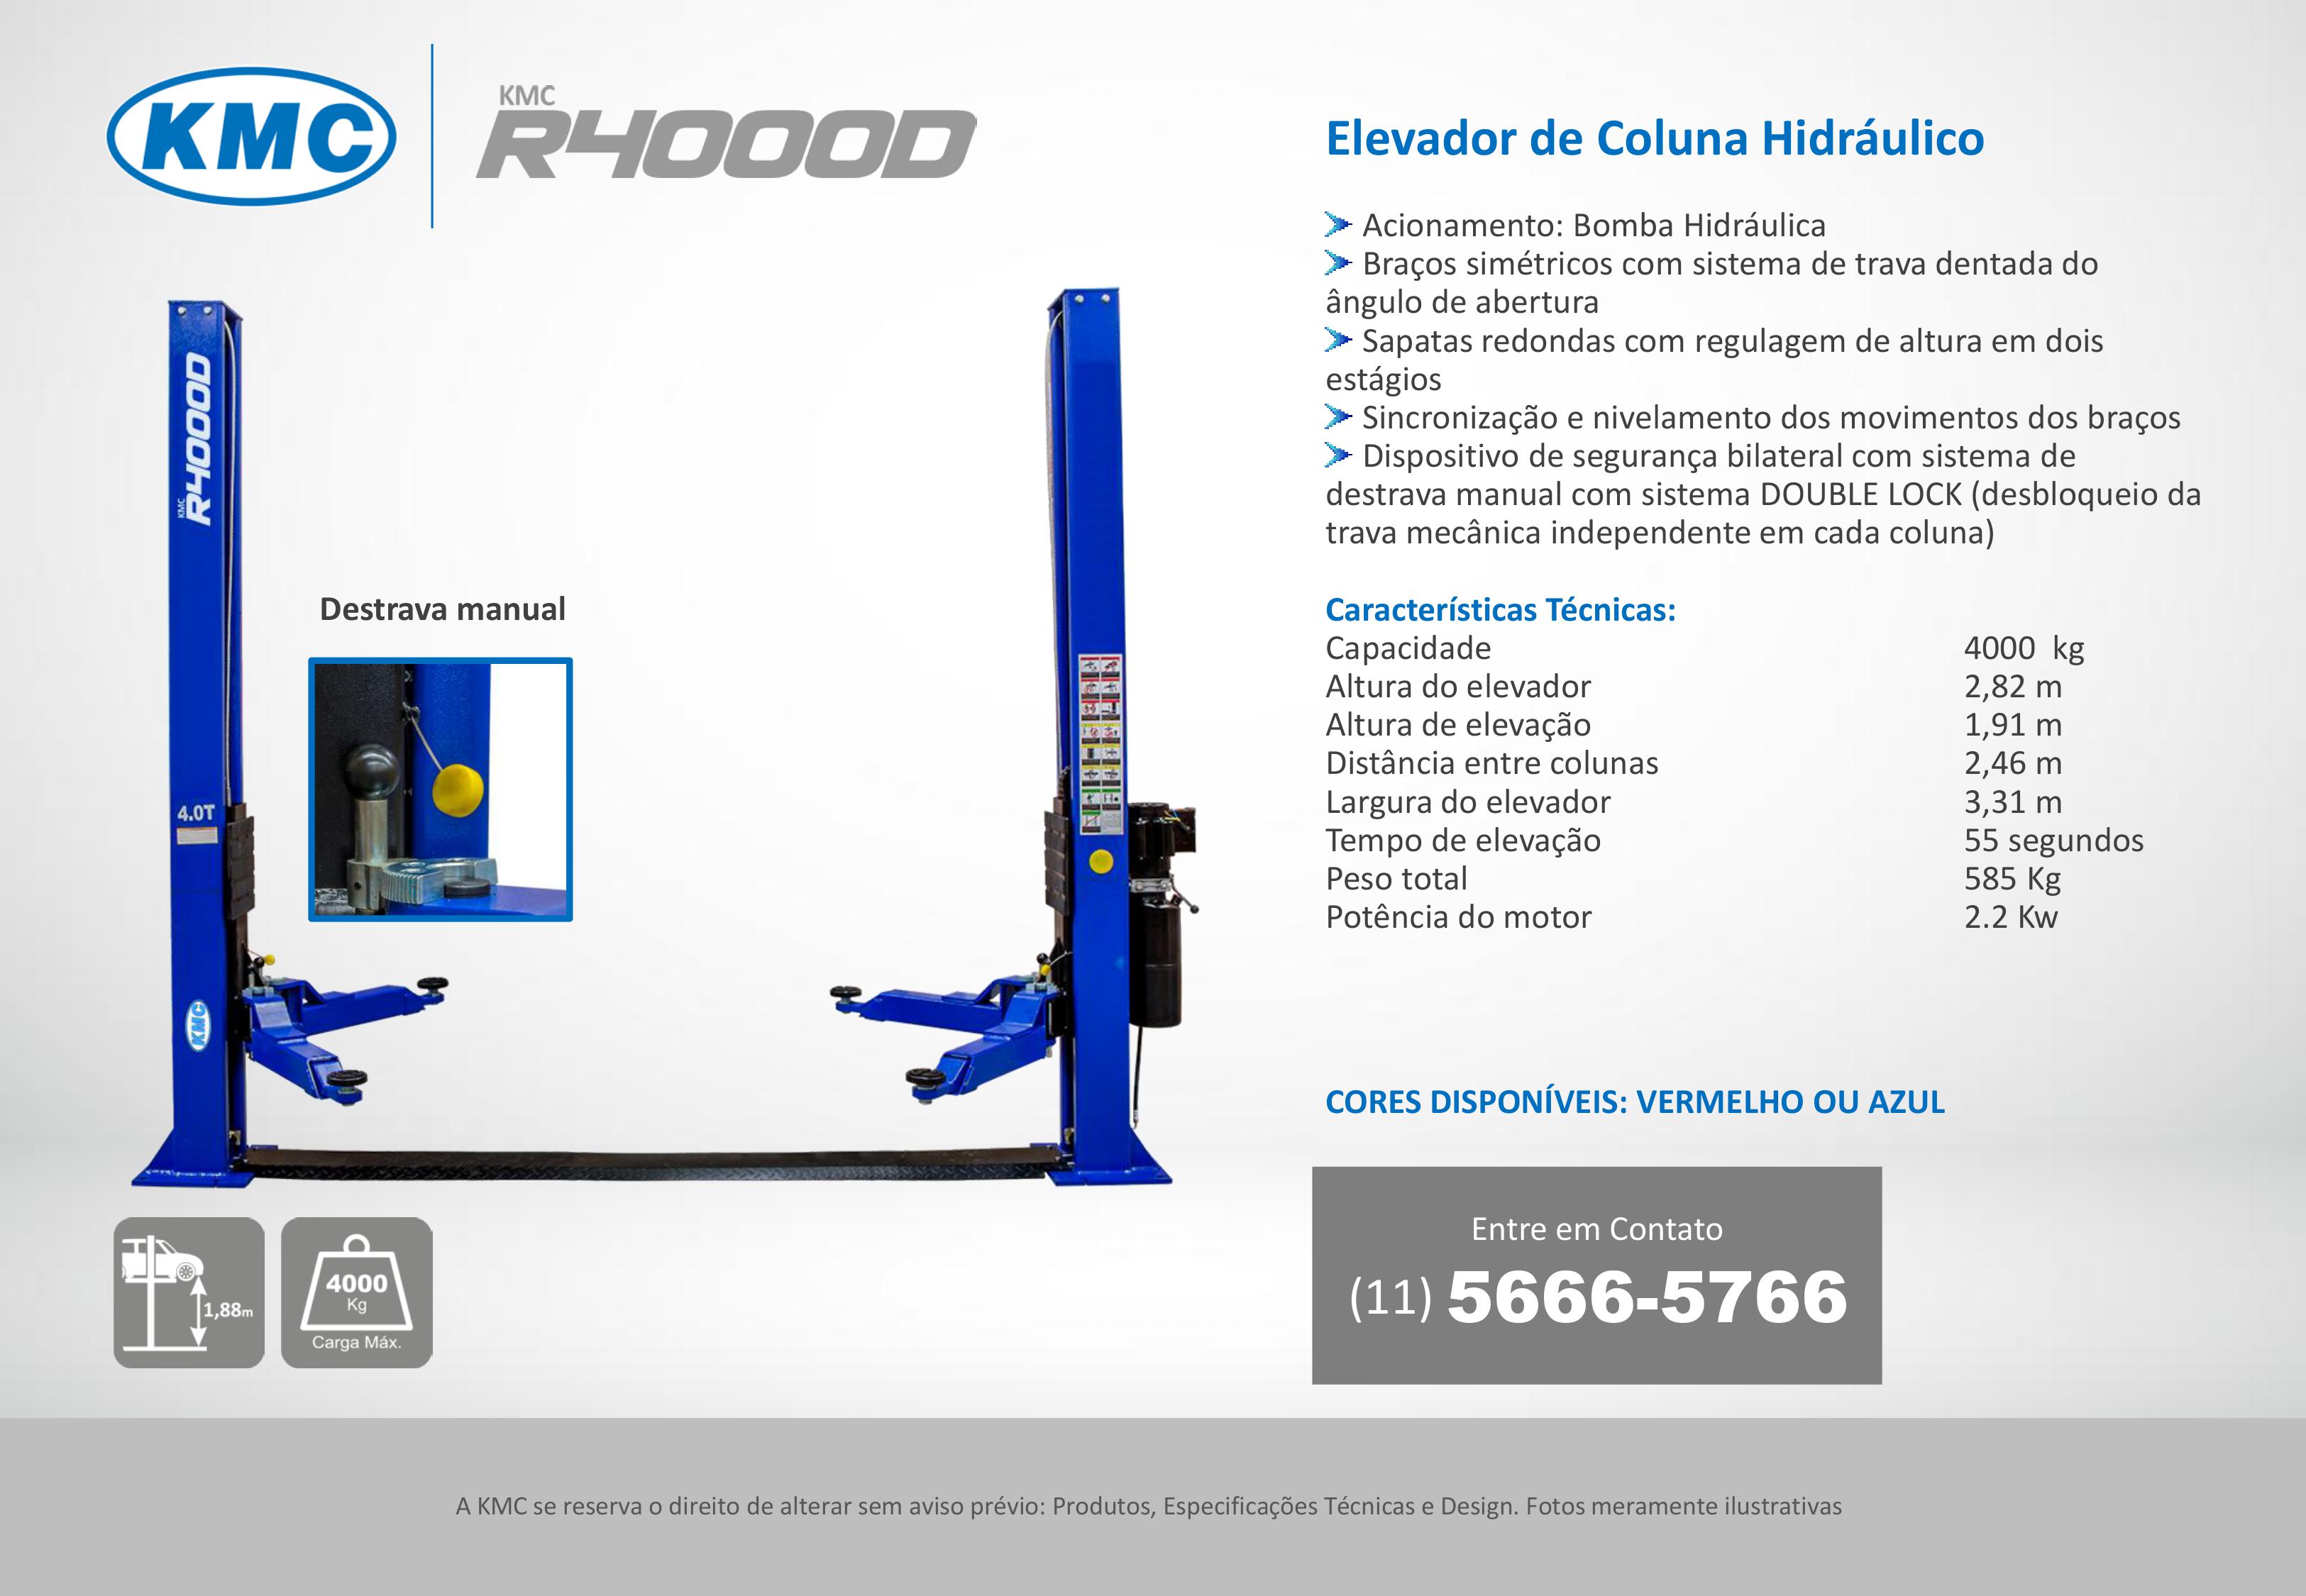 KMC
KMC
R4000D
Elevador de Coluna Hidráulico
Acionamento: Bomba Hidráulica
Braços simétricos com sistema de trava dentada do
ângulo de abertura
Sapatas redondas com regulagem de altura em dois
estágios
Sincronização e nivelamento dos movimentos dos braços
Dispositivo de segurança bilateral com sistema de
destrava manual com sistema DOUBLE LOCK (desbloqueio da
trava mecânica independente em cada coluna)
Características Técnicas:
Capacidade 4000 kg
Altura do elevador 2,82 m
Altura de elevação 1,91 m
Distância entre colunas 2,46 m
Largura do elevador 3,31 m
Tempo de elevação 55 segundos
Peso total 585 Kg
Potência do motor 2.2 Kw
CORES DISPONÍVEIS: VERMELHO OU AZUL
Entre em Contato
(11) 5666-5766
KMC
R4000D
Destrava manual
4.0T
KMC
1,88m
4000
Kg
Carga Máx.
A KMC se reserva o direito de alterar sem aviso prévio: Produtos, Especificações Técnicas e Design. Fotos meramente ilustrativas